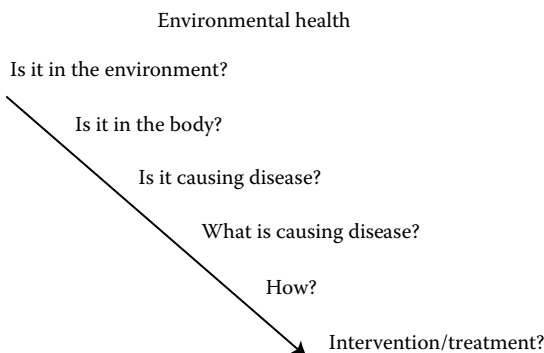 Environmental health
Is it in the environment?
Is it in the body?
Is it causing disease?
What is causing disease?
How?
Intervention/treatment?